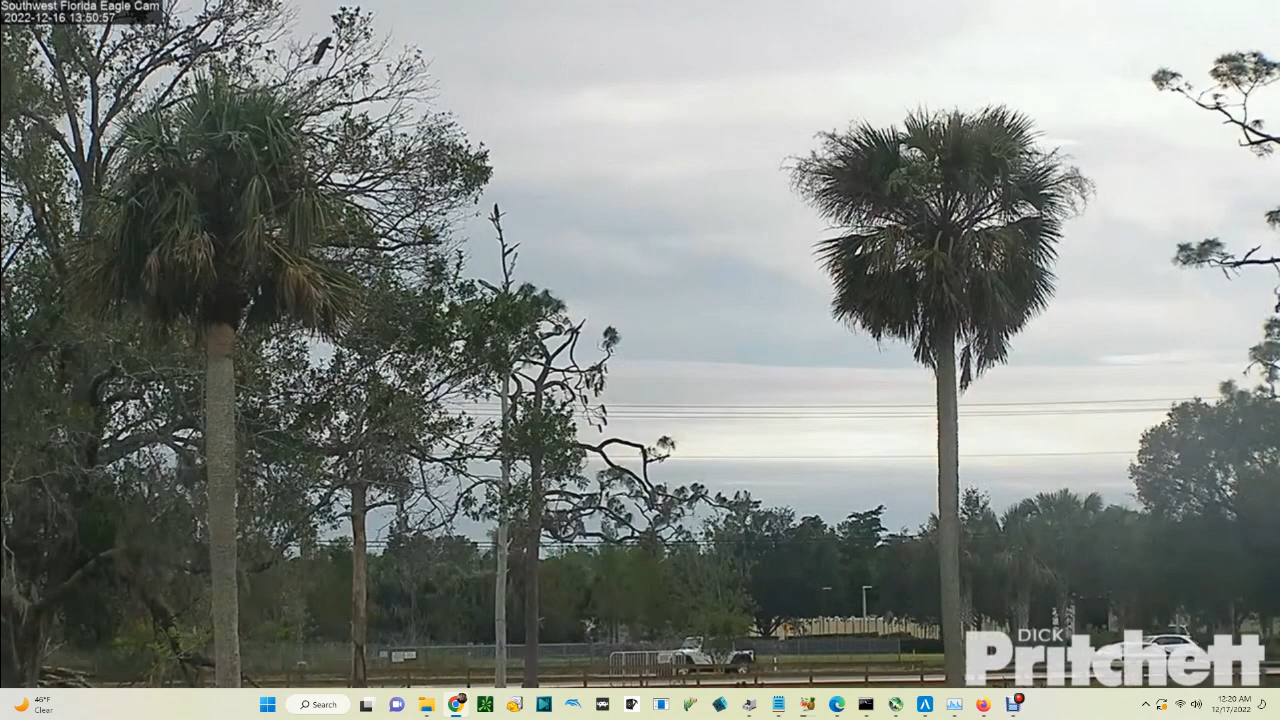 Southwest Florida Eagle Cam
2022-12-16 13:50:57
DICK
Pritchett
46°F
Clear
Search
12:20 AM
12/17/2022